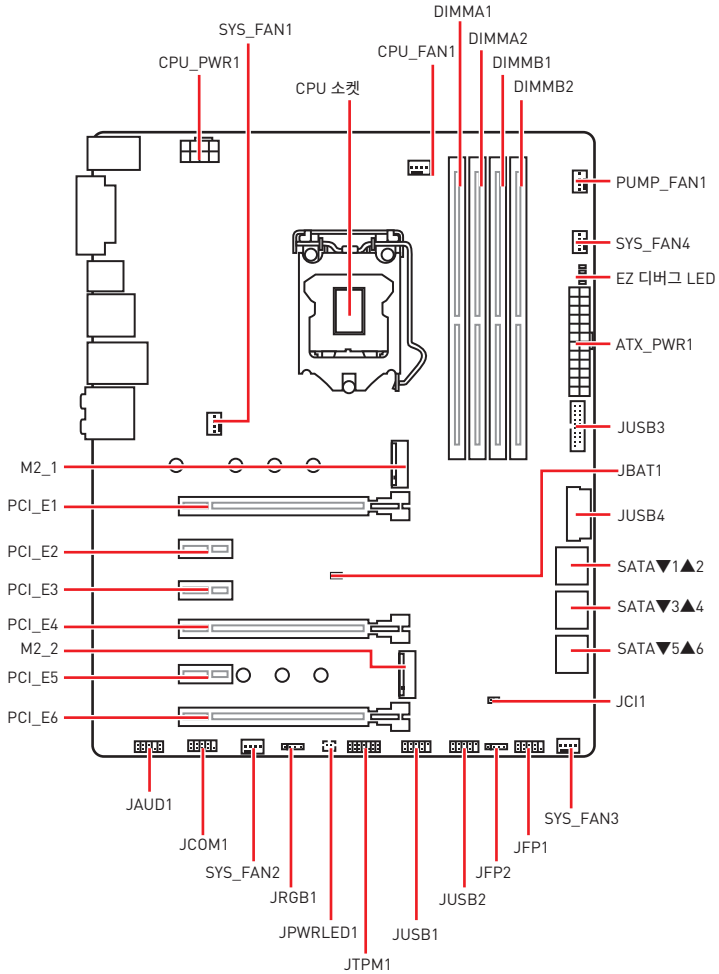 DIMMA1
SYS_FAN1
DIMMA2
CPU_FAN1
CPU_PWR1
DIMMB1
CPU 소켓
DIMMB2
PUMP_FAN1
SYS_FAN4
EZ 디버그 LED
ATX_PWR1
JUSB3
M2_1
JBAT1
PCI_E1
JUSB4
PCI_E2
SATA▼1▲2
PCI_E3
SATA▼3▲4
PCI_E4
M2_2
SATA▼5▲6
PCI_E5
JCI1
PCI_E6
JAUD1
SYS_FAN3
JCOM1
JFP1
SYS_FAN2
JFP2
JRGB1
JUSB2
JPWRLED1
JUSB1
JTPM1